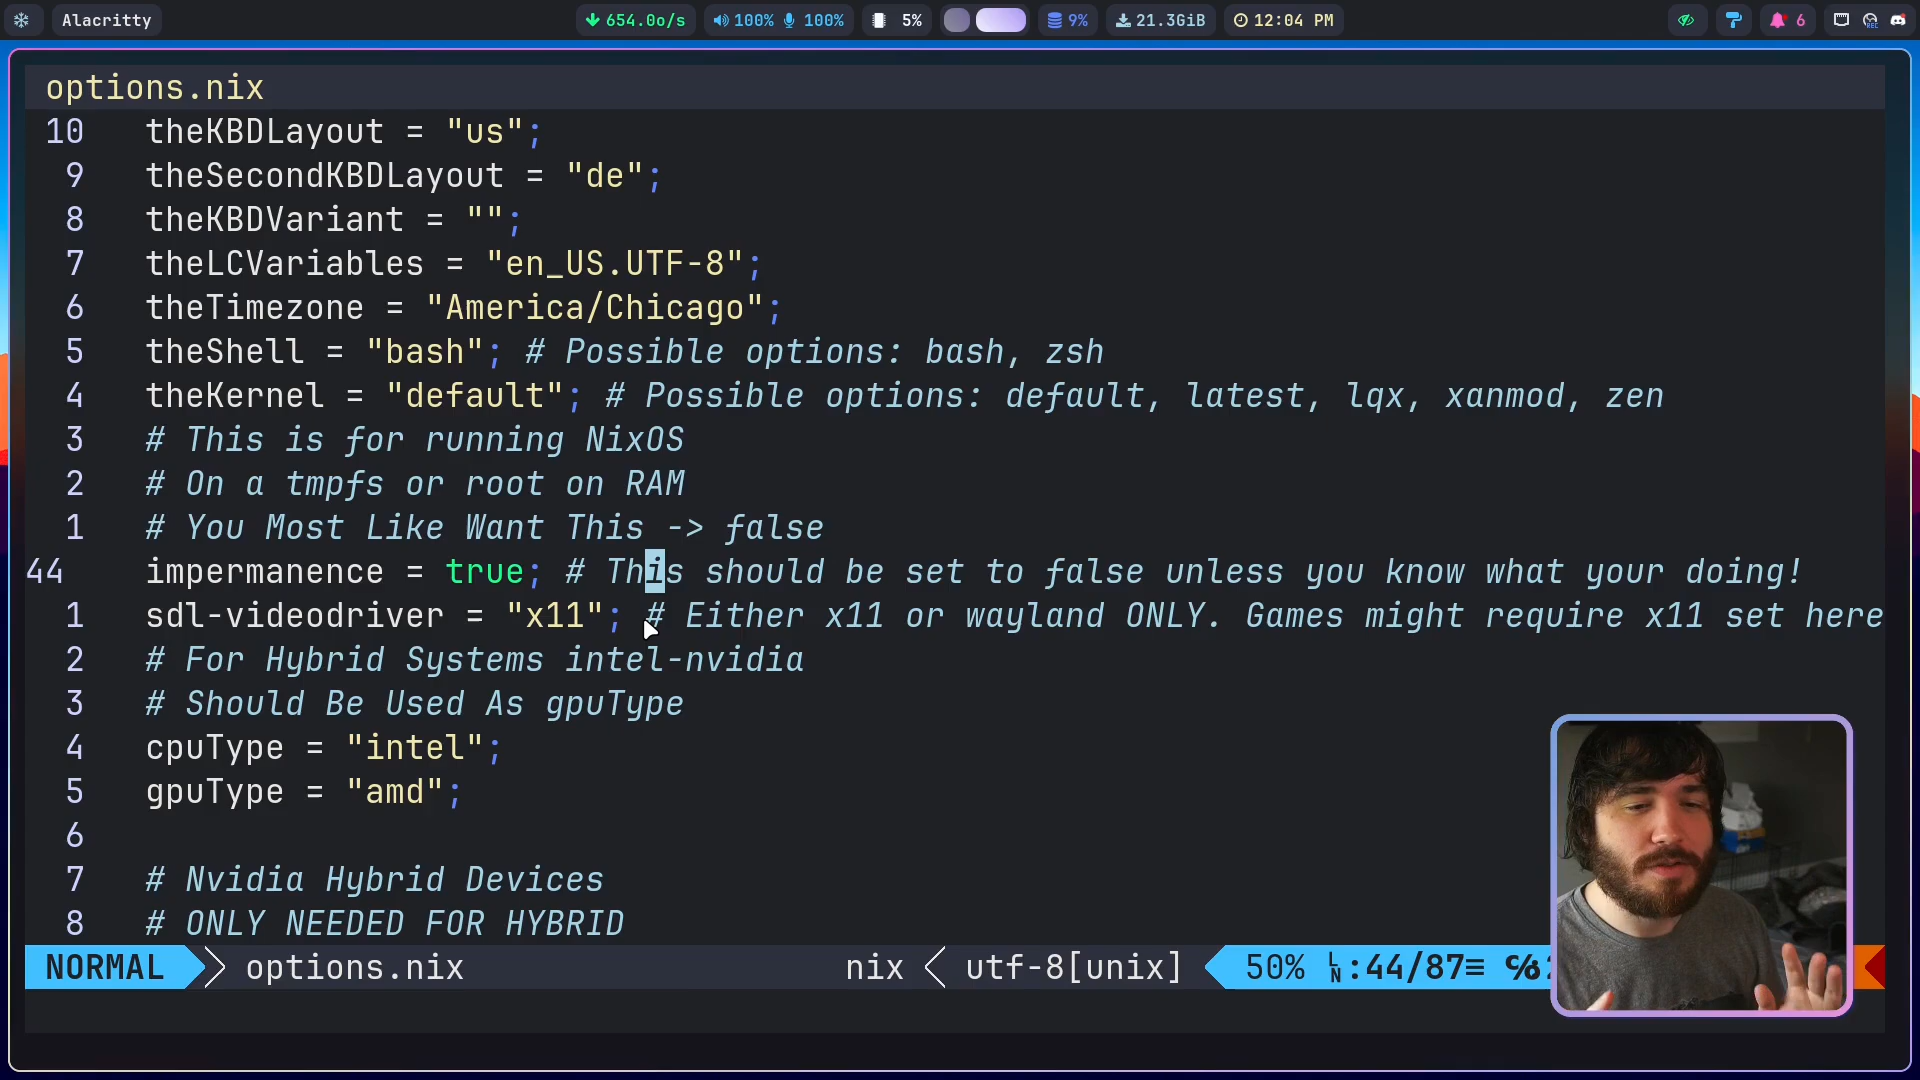 Alacritty
654.0o/s
100% 100%
5%
9%
21.3GiB
12:04 PM
6
options.nix
10 theKBDLayout = "us";
9 theSecondKBDLayout = "de";
8 theKBDVariant = "";
7 theLCVariables = "en_US.UTF-8";
6 theTimezone = "America/Chicago";
5 theShell = "bash"; # Possible options: bash, zsh
4 theKernel = "default"; # Possible options: default, latest, lqx, xanmod, zen
3 # This is for running NixOS
2 # On a tmpfs or root on RAM
1 # You Most Like Want This -> false
44 impermanence = true; # This should be set to false unless you know what your doing!
1 sdl-videodriver = "x11"; # Either x11 or wayland ONLY. Games might require x11 set here
2 # For Hybrid Systems intel-nvidia
3 # Should Be Used As gpuType
4 cpuType = "intel";
5 gpuType = "amd";
6
7 # Nvidia Hybrid Devices
8 # ONLY NEEDED FOR HYBRID
NORMAL options.nix nix utf-8[unix] 50% LN:44/87≡